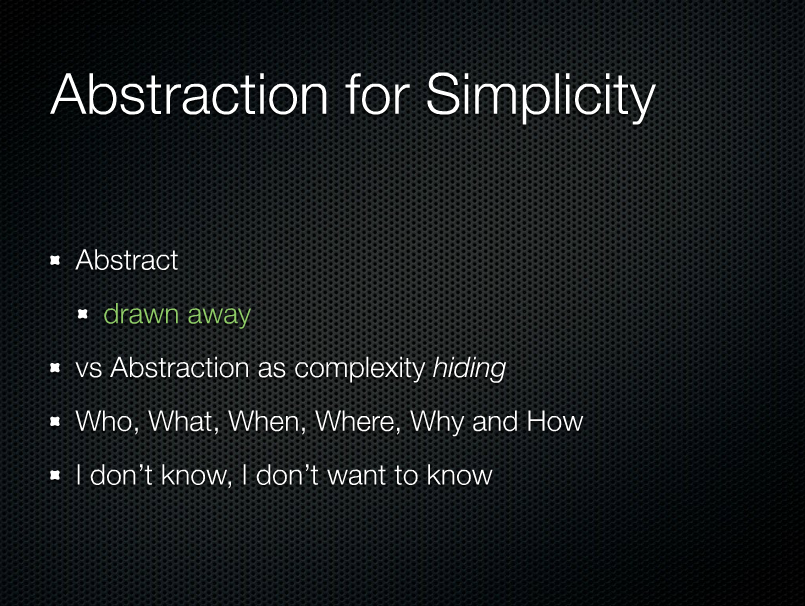 Abstraction for Simplicity
Abstract
drawn away
vs Abstraction as complexity hiding
Who, What, When, Where, Why and How
I don’t know, I don’t want to know